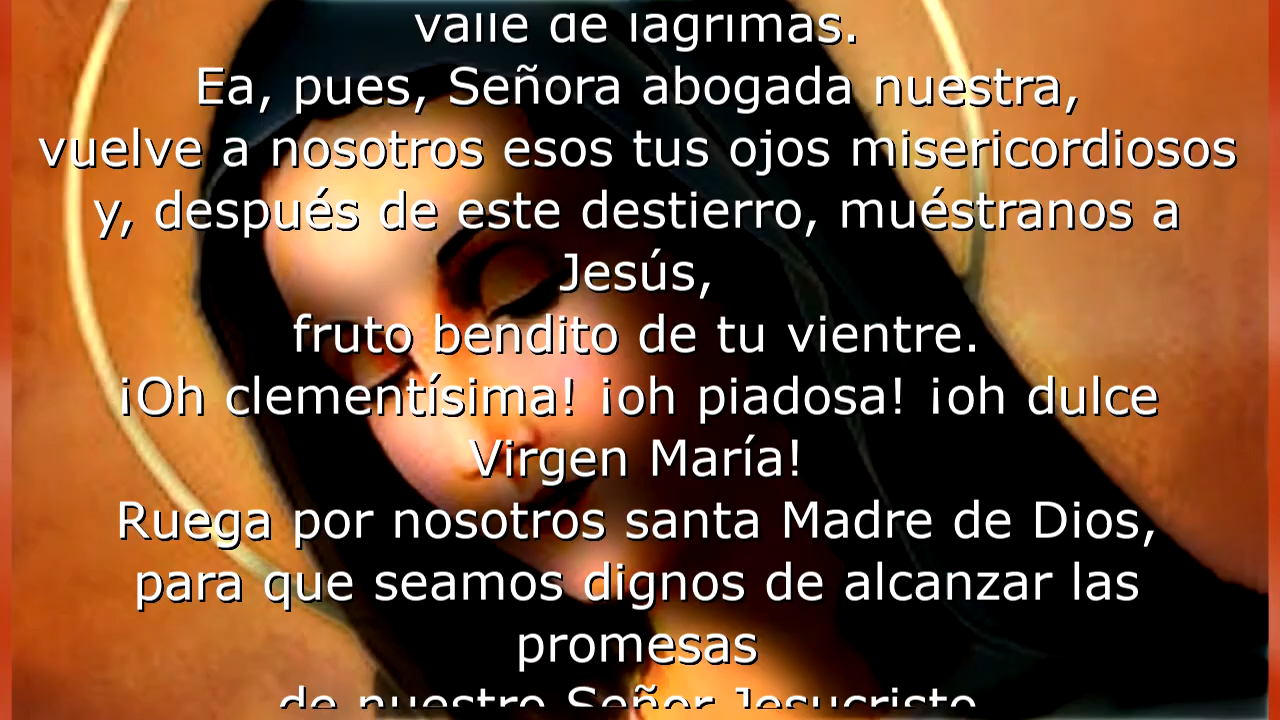 valle de lágrimas.
Ea, pues, Señora abogada nuestra,
vuelve a nosotros esos tus ojos misericordiosos
y, después de este destierro, muéstranos a
Jesús,
fruto bendito de tu vientre.
¡Oh clementísima! ¡oh piadosa! ¡oh dulce
Virgen María!
Ruega por nosotros santa Madre de Dios,
para que seamos dignos de alcanzar las
promesas
de nuestro Señor Jesucristo